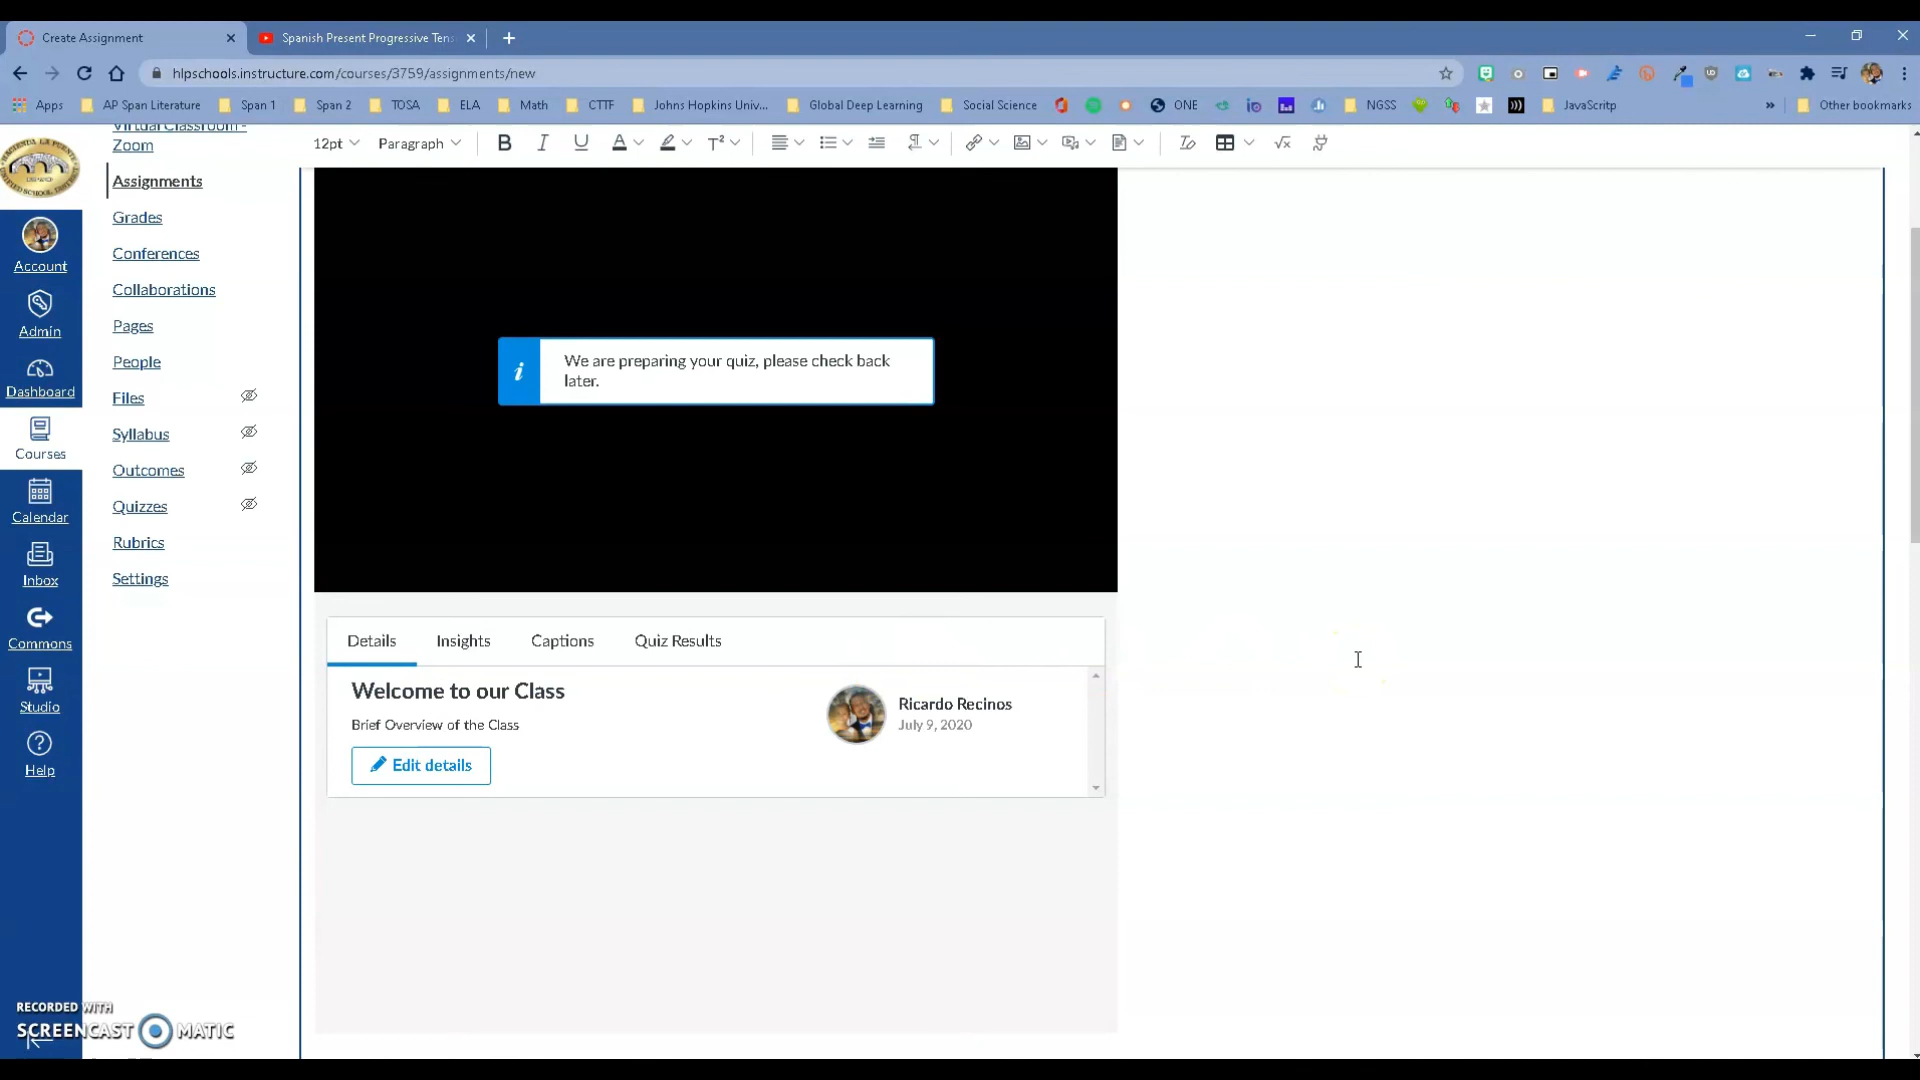 Create Assignment
Spanish Present Progressive Tens
hlpschools.instructure.com/courses/3759/assignments/new
Apps AP Span Literature Span 1 Span 2 TOSA ELA Math CTTF Johns Hopkins Univ... Global Deep Learning Social Science ONE NGSS JavaScritp » Other bookmarks
12pt Paragraph B I U A T²
Virtual Classroom -
Zoom
Assignments
Grades
Conferences
Collaborations
Pages
People
Files
Syllabus
Outcomes
Quizzes
Rubrics
Settings
Account
Admin
Dashboard
Courses
Calendar
Inbox
Commons
Studio
Help
We are preparing your quiz, please check back
later.
Details Insights Captions Quiz Results
Welcome to our Class
Brief Overview of the Class
Edit details
Ricardo Recinos
July 9, 2020
RECORDED WITH
SCREENCAST MATIC